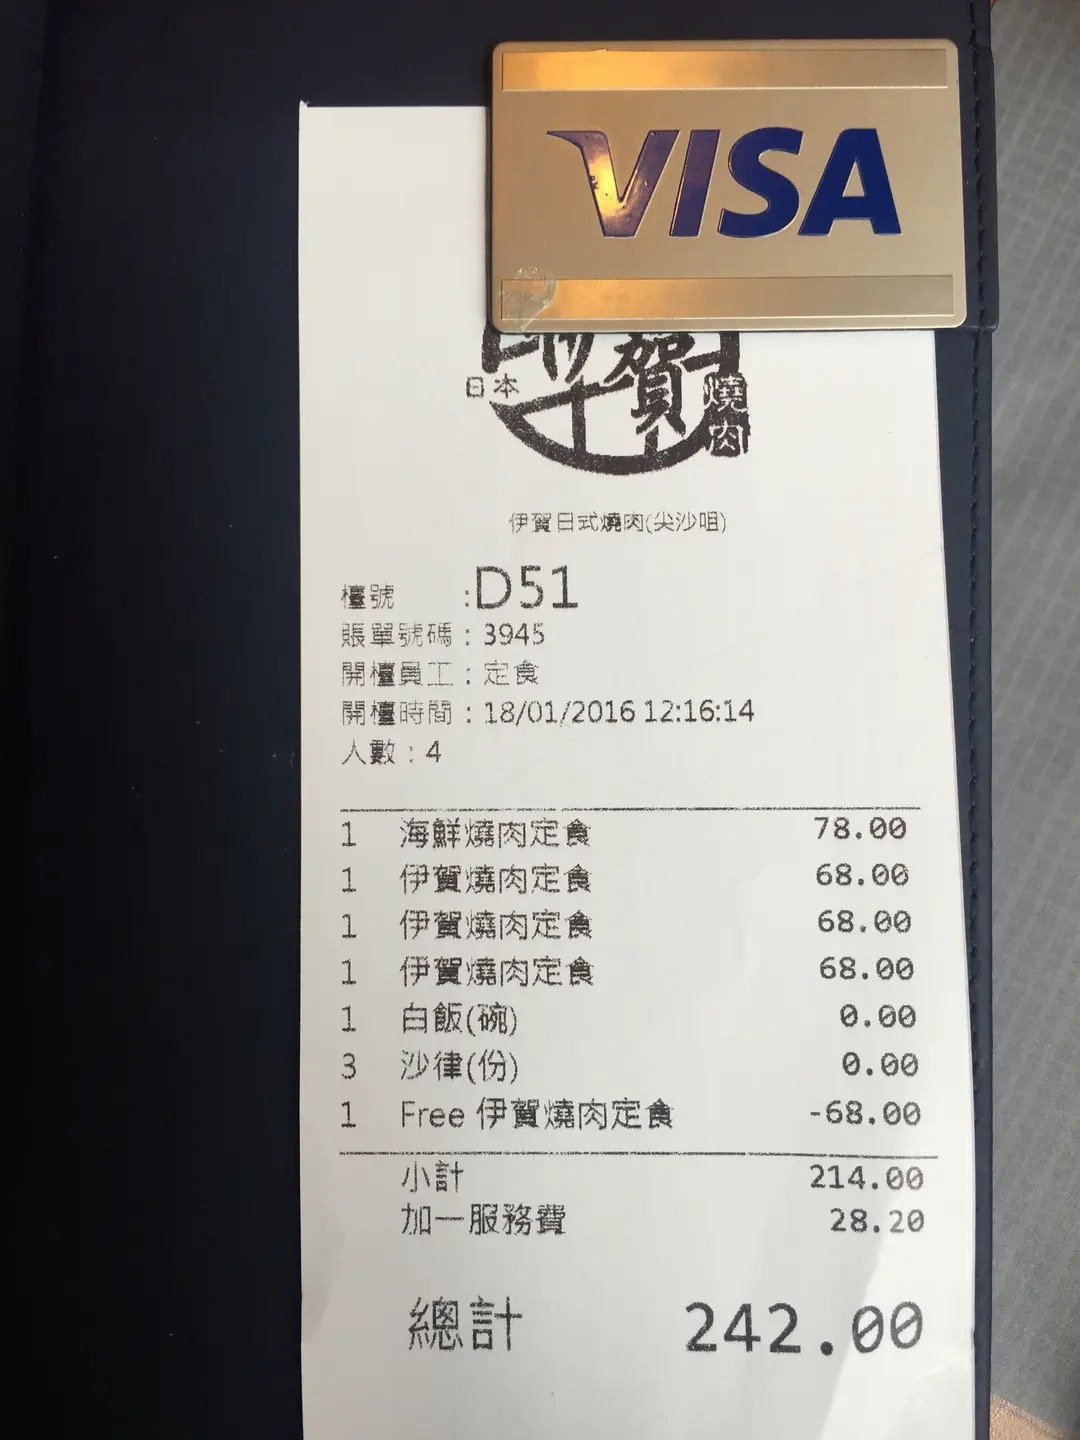 VISA
賀
日本
燒肉
伊賀日式燒肉(尖沙咀)
檯號 :D51
賬單號碼 : 3945
開檯員工 : 定食
開檯時間 : 18/01/2016 12:16:14
人數 : 4
1 海鮮燒肉定食 78.00
1 伊賀燒肉定食 68.00
1 伊賀燒肉定食 68.00
1 伊賀燒肉定食 68.00
1 白飯(碗) 0.00
3 沙律(份) 0.00
1 Free 伊賀燒肉定食 -68.00
小計 214.00
加一服務費 28.20
總計 242.00